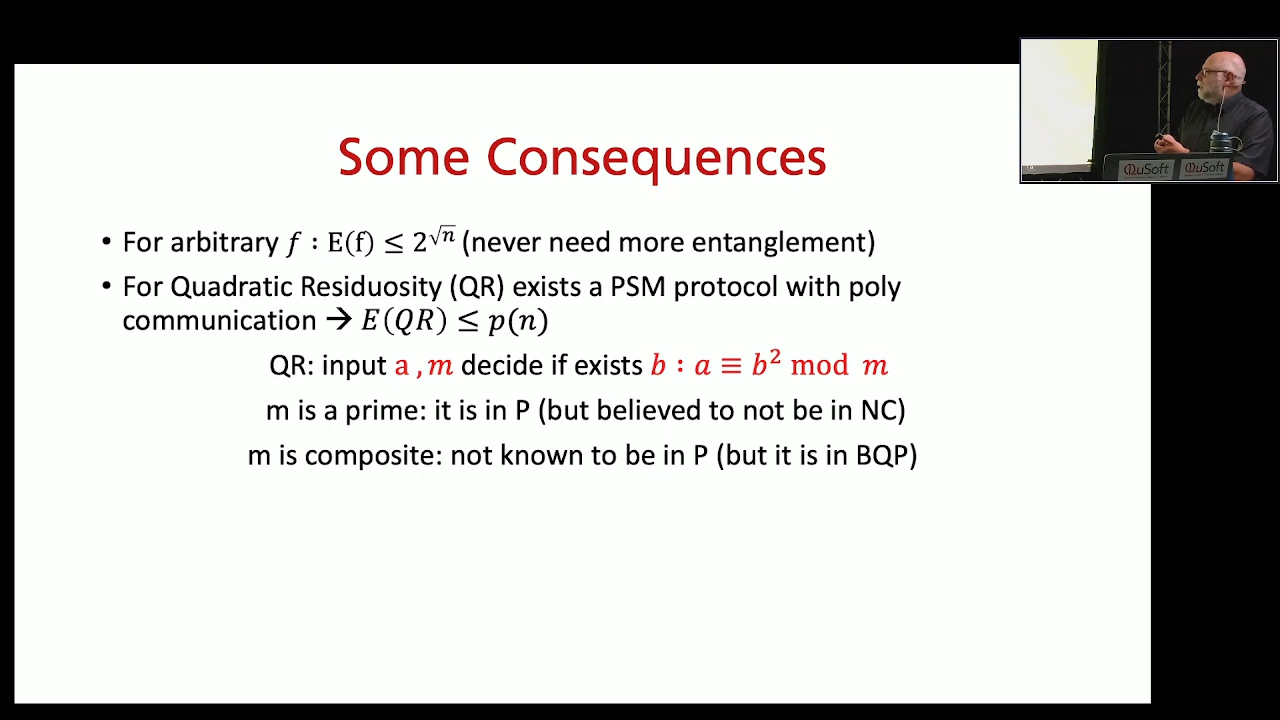 Some Consequences
• For arbitrary f : E(f) ≤ 2^√n (never need more entanglement)
• For Quadratic Residuosity (QR) exists a PSM protocol with poly
communication → E(QR) ≤ p(n)
QR: input a , m decide if exists b : a ≡ b² mod m
m is a prime: it is in P (but believed to not be in NC)
m is composite: not known to be in P (but it is in BQP)
QuSoft QuSoft